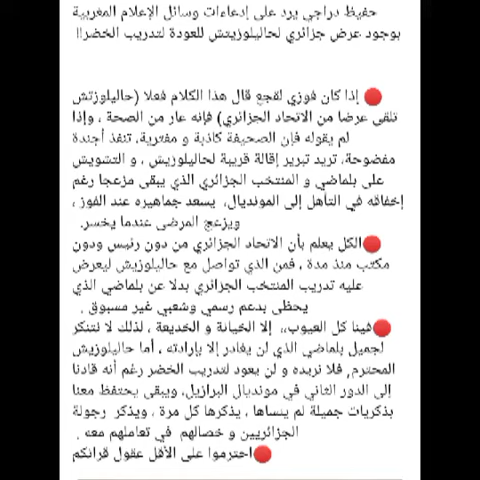 حفيظ دراجي يرد على إدعاءات وسائل الإعلام المغربية
بوجود عرض جزائري لحاليلوزيتش للعودة لتدريب الخضر!!
إذا كان فوزي لقجع قال هذا الكلام فعلا (حاليلوزتش
تلقى عرضا من الاتحاد الجزائري) فإنه عار من الصحة ، وإذا
لم يقوله فإن الصحيفة كاذبة و مفترية، تنفذ أجندة
مفضوحة، تريد تبرير إقالة قريبة لحاليلوزيش ، و التشويش
على بلماضي و المنتخب الجزائري الذي يبقى مزعجا رغم
إخفاقه في التأهل إلى المونديال، يسعد جماهيره عند الفوز ،
ويزعج المرضى عندما يخسر.
الكل يعلم بأن الاتحاد الجزائري من دون رئيس ودون
مكتب منذ مدة ، فمن الذي تواصل مع حاليلوزيش ليعرض
عليه تدريب المنتخب الجزائري بدلا عن بلماضي الذي
يحظى بدعم رسمي وشعبي غير مسبوق .
فينا كل العيوب،، إلا الخيانة و الخديعة ، لذلك لا نتنكر
لجميل بلماضي الذي لن يغادر إلا بإرادته ، أما حاليلوزيش
المحترم، فلا نريده و لن يعود لتدريب الخضر رغم أنه قادنا
إلى الدور الثاني في مونديال البرازيل، ويبقى يحتفظ معنا
بذكريات جميلة لم ينساها ، يذكرها كل مرة ، ويذكر رجولة
الجزائريين و خصالهم في تعاملهم معه .
احترموا على الأقل عقول قرائكم